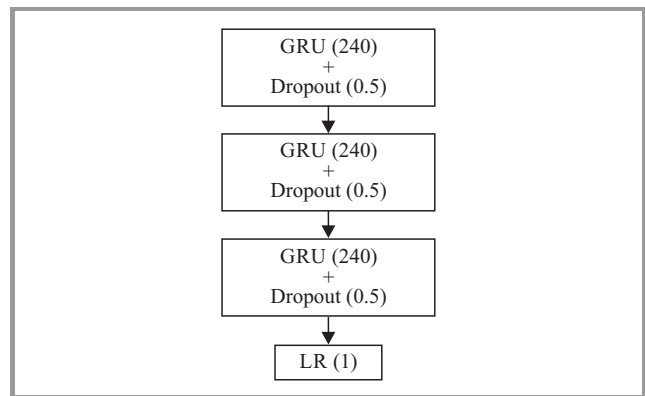 GRU (240)
+
Dropout (0.5)
GRU (240)
+
Dropout (0.5)
GRU (240)
+
Dropout (0.5)
LR (1)